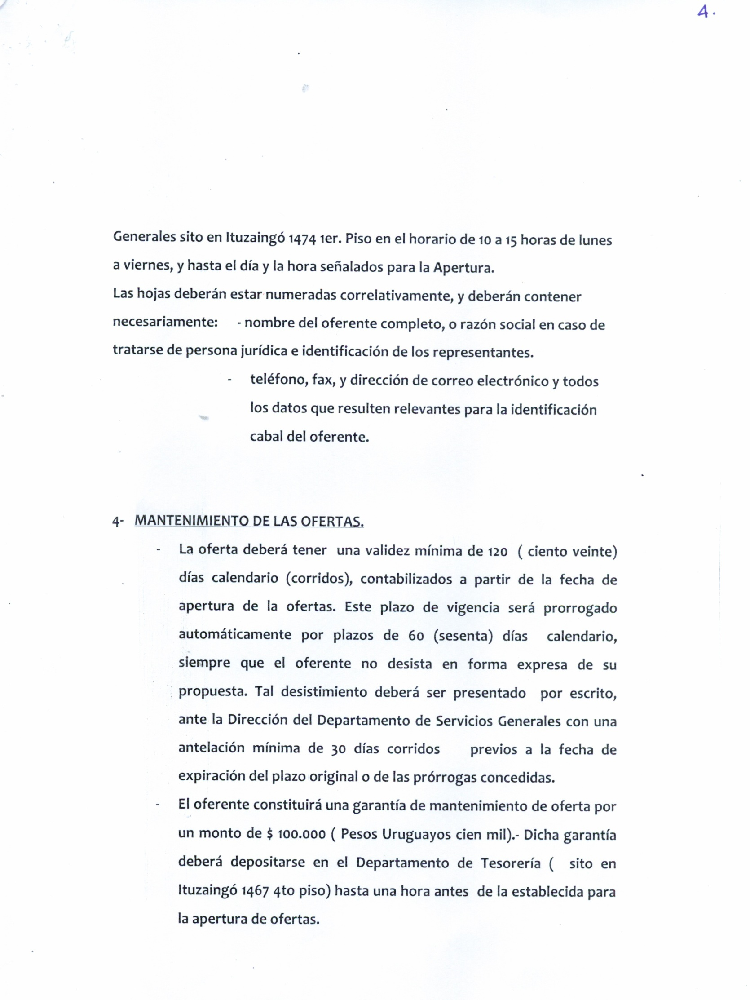 4.
Generales sito en Ituzaingó 1474 1er. Piso en el horario de 10 a 15 horas de lunes
a viernes, y hasta el día y la hora señalados para la Apertura.
Las hojas deberán estar numeradas correlativamente, y deberán contener
necesariamente: - nombre del oferente completo, o razón social en caso de
tratarse de persona jurídica e identificación de los representantes.
- teléfono, fax, y dirección de correo electrónico y todos
los datos que resulten relevantes para la identificación
cabal del oferente.
4- MANTENIMIENTO DE LAS OFERTAS.
- La oferta deberá tener una validez mínima de 120 ( ciento veinte)
días calendario (corridos), contabilizados a partir de la fecha de
apertura de la ofertas. Este plazo de vigencia será prorrogado
automáticamente por plazos de 60 (sesenta) días calendario,
siempre que el oferente no desista en forma expresa de su
propuesta. Tal desistimiento deberá ser presentado por escrito,
ante la Dirección del Departamento de Servicios Generales con una
antelación mínima de 30 días corridos previos a la fecha de
expiración del plazo original o de las prórrogas concedidas.
- El oferente constituirá una garantía de mantenimiento de oferta por
un monto de $ 100.000 ( Pesos Uruguayos cien mil).- Dicha garantía
deberá depositarse en el Departamento de Tesorería ( sito en
Ituzaingó 1467 4to piso) hasta una hora antes de la establecida para
la apertura de ofertas.